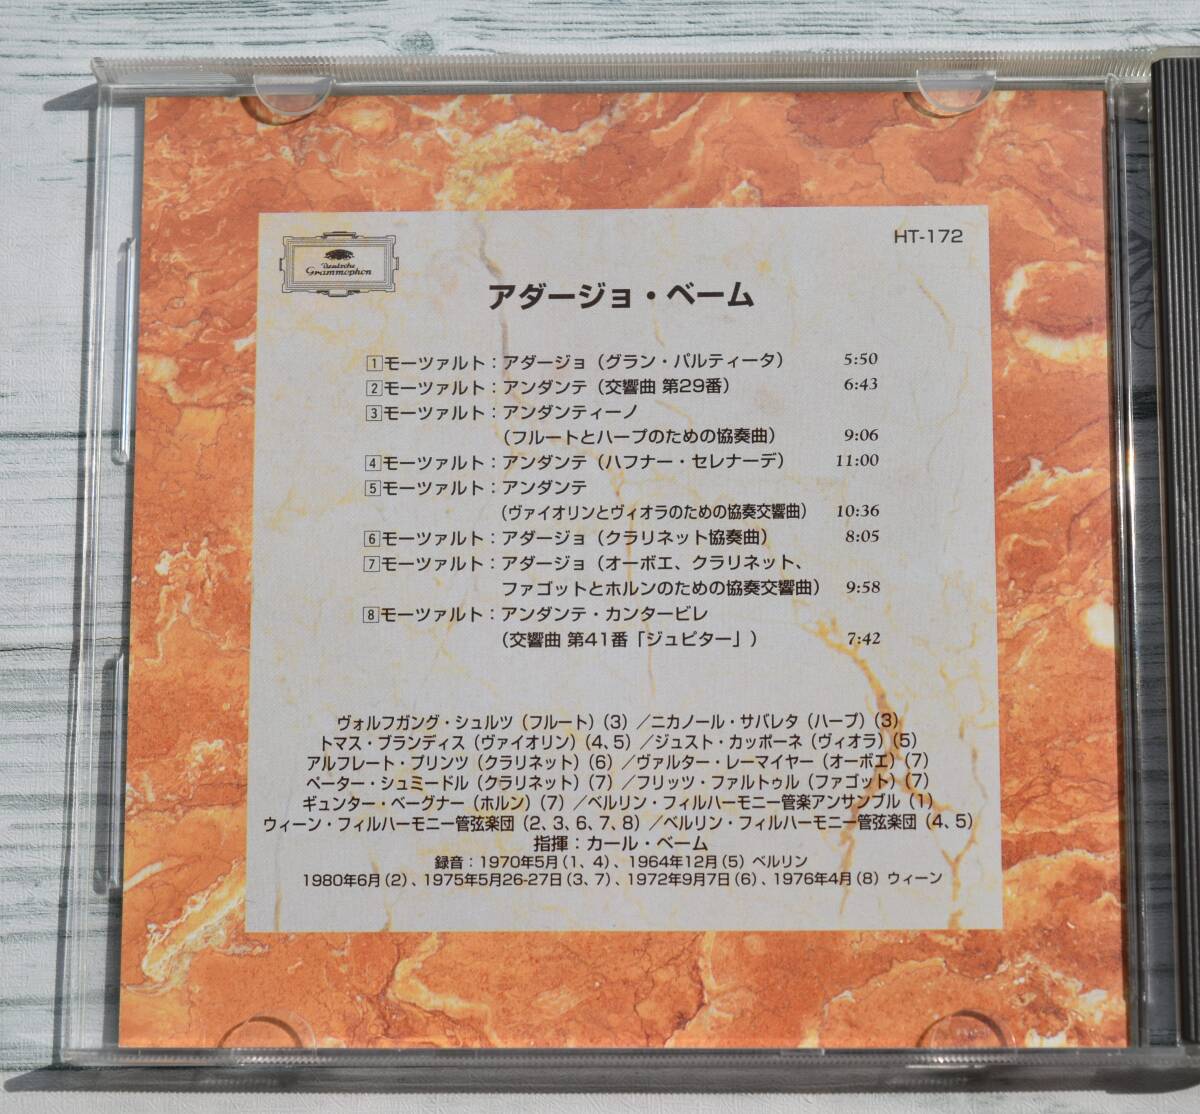 HT-172
Deutsche
Grammophon
アダージョ・ベーム
1 モーツァルト：アダージョ（グラン・パルティータ） 5:50
2 モーツァルト：アンダンテ（交響曲 第29番） 6:43
3 モーツァルト：アンダンティーノ
（フルートとハープのための協奏曲） 9:06
4 モーツァルト：アンダンテ（ハフナー・セレナーデ） 11:00
5 モーツァルト：アンダンテ
（ヴァイオリンとヴィオラのための協奏交響曲） 10:36
6 モーツァルト：アダージョ（クラリネット協奏曲） 8:05
7 モーツァルト：アダージョ（オーボエ、クラリネット、
ファゴットとホルンのための協奏交響曲） 9:58
8 モーツァルト：アンダンテ・カンタービレ
（交響曲 第41番「ジュピター」） 7:42
ヴォルフガング・シュルツ（フルート）（3）／ニカノール・サバレタ（ハープ）（3）
トマス・ブランディス（ヴァイオリン）（4、5）／ジュスト・カッポーネ（ヴィオラ）（5）
アルフレート・プリンツ（クラリネット）（6）／ヴァルター・レーマイヤー（オーボエ）（7）
ペーター・シュミードル（クラリネット）（7）／フリッツ・ファルトゥル（ファゴット）（7）
ギュンター・ベーグナー（ホルン）（7）／ベルリン・フィルハーモニー管楽アンサンブル（1）
ウィーン・フィルハーモニー管弦楽団（2、3、6、7、8）／ベルリン・フィルハーモニー管弦楽団（4、5）
指揮：カール・ベーム
録音：1970年5月（1、4）、1964年12月（5）ベルリン
1980年6月（2）、1975年5月26-27日（3、7）、1972年9月7日（6）、1976年4月（8）ウィーン